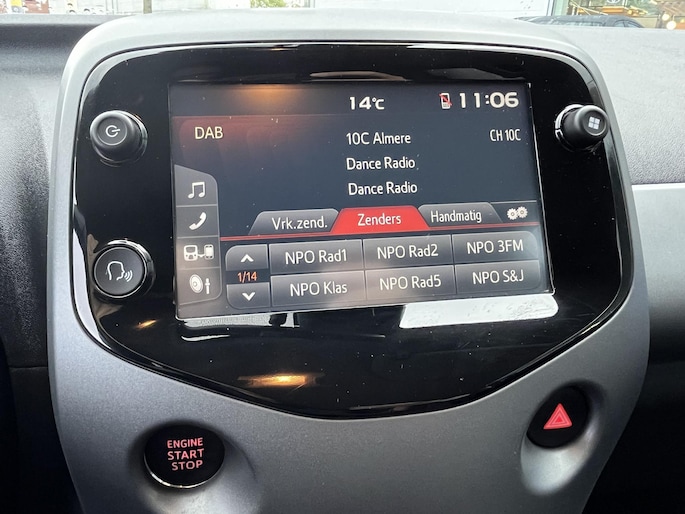 14°C 11:06
DAB 10C Almere CH 10C
Dance Radio
Dance Radio
Vrk.zend. Zenders Handmatig
NPO Rad1 NPO Rad2 NPO 3FM
1/14
NPO Klas NPO Rad5 NPO S&J
ENGINE
START
STOP